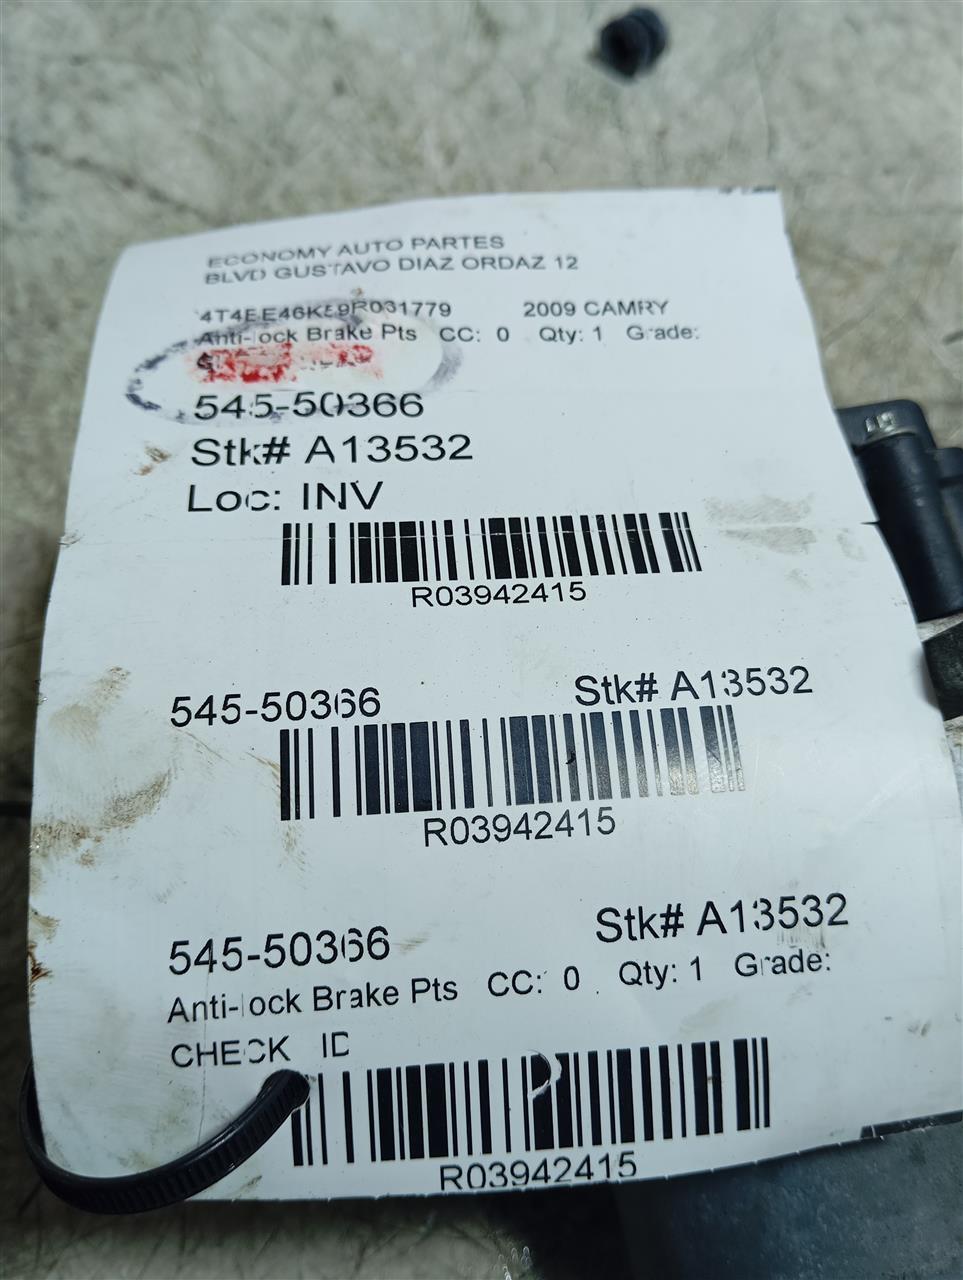 ECONOMY AUTO PARTES
BLVD GUSTAVO DIAZ ORDAZ 12
2009 CAMRY
Anti-lock Brake Pts CC: 0 Qty: 1 Grade:
545-50366
Stk# A13532
Loc: INV
R03942415
545-50366 Stk# A13532
R03942415
545-50366 Stk# A13532
Anti-lock Brake Pts CC: 0 Qty: 1 Grade:
CHECK ID
R03942415